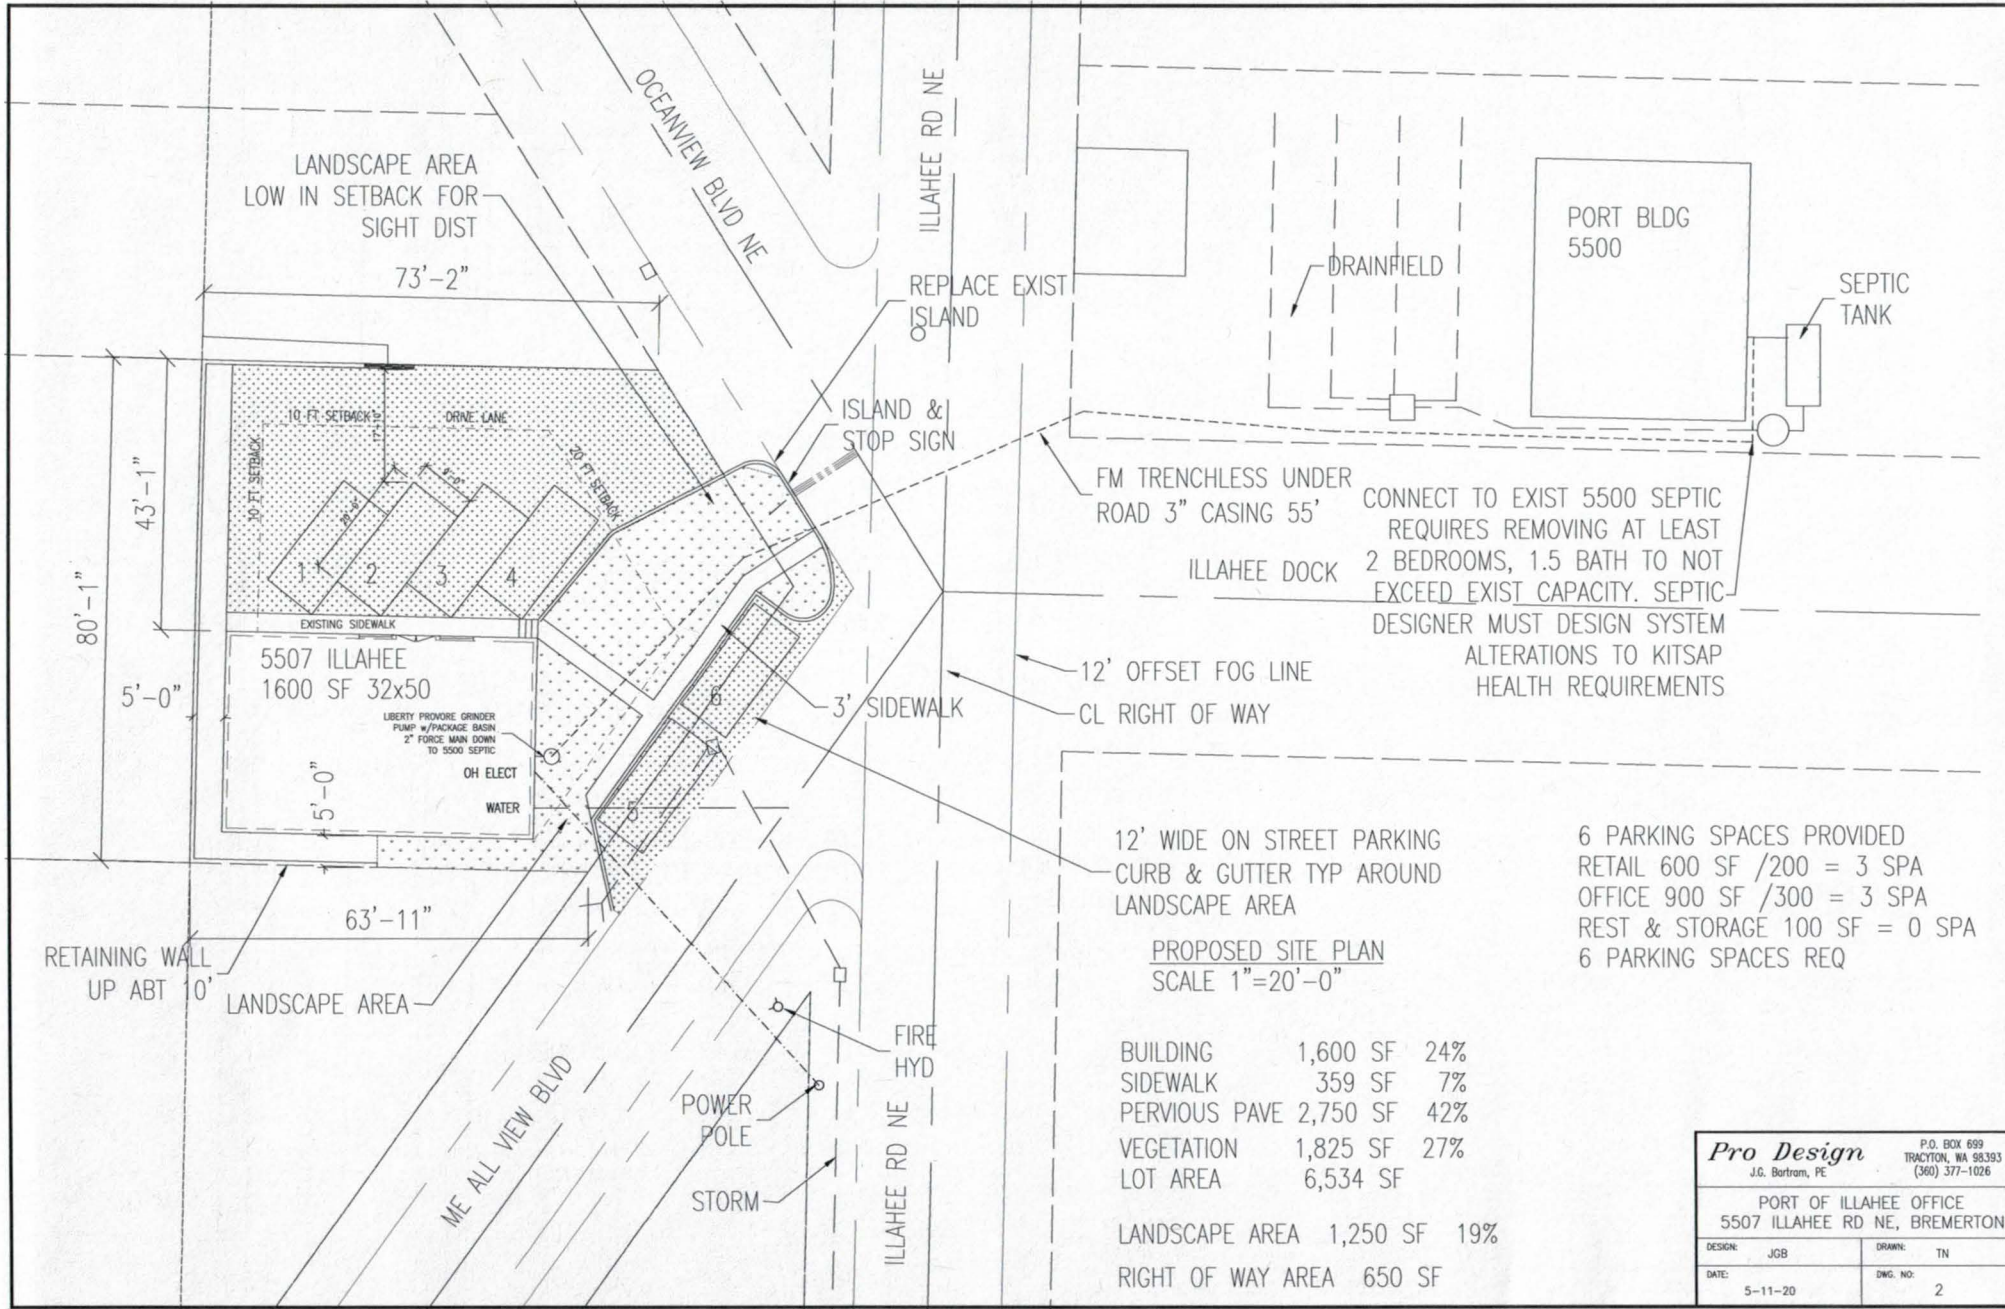 OCEANVIEW BLVD NE
ILLAHEE RD NE
LANDSCAPE AREA
LOW IN SETBACK FOR
SIGHT DIST
73'-2"
PORT BLDG
5500
DRAINFIELD
SEPTIC
TANK
REPLACE EXIST
ISLAND
ISLAND &
STOP SIGN
10 FT SETBACK
17'-10"
DRIVE LANE
10 FT SETBACK
20 FT SETBACK
9'-0"
20'-0"
43'-1"
80'-1"
1
2
3
4
FM TRENCHLESS UNDER
ROAD 3" CASING 55'
CONNECT TO EXIST 5500 SEPTIC
REQUIRES REMOVING AT LEAST
2 BEDROOMS, 1.5 BATH TO NOT
EXCEED EXIST CAPACITY. SEPTIC
DESIGNER MUST DESIGN SYSTEM
ALTERATIONS TO KITSAP
HEALTH REQUIREMENTS
ILLAHEE DOCK
EXISTING SIDEWALK
5507 ILLAHEE
1600 SF 32x50
5'-0"
LIBERTY PROVORE GRINDER
PUMP w/PACKAGE BASIN
2" FORCE MAIN DOWN
TO 5500 SEPTIC
OH ELECT
WATER
5'-0"
6
5
3' SIDEWALK
12' OFFSET FOG LINE
CL RIGHT OF WAY
63'-11"
RETAINING WALL
UP ABT 10'
LANDSCAPE AREA
12' WIDE ON STREET PARKING
CURB & GUTTER TYP AROUND
LANDSCAPE AREA
6 PARKING SPACES PROVIDED
RETAIL 600 SF /200 = 3 SPA
OFFICE 900 SF /300 = 3 SPA
REST & STORAGE 100 SF = 0 SPA
6 PARKING SPACES REQ
PROPOSED SITE PLAN
SCALE 1"=20'-0"
FIRE
HYD
POWER
POLE
STORM
ME ALL VIEW BLVD
ILLAHEE RD NE
BUILDING 1,600 SF 24%
SIDEWALK 359 SF 7%
PERVIOUS PAVE 2,750 SF 42%
VEGETATION 1,825 SF 27%
LOT AREA 6,534 SF
LANDSCAPE AREA 1,250 SF 19%
RIGHT OF WAY AREA 650 SF
Pro Design
J.G. Bartram, PE
P.O. BOX 699
TRACYTON, WA 98393
(360) 377-1026
PORT OF ILLAHEE OFFICE
5507 ILLAHEE RD NE, BREMERTON
DESIGN: JGB
DRAWN: TN
DATE: 5-11-20
DWG. NO: 2